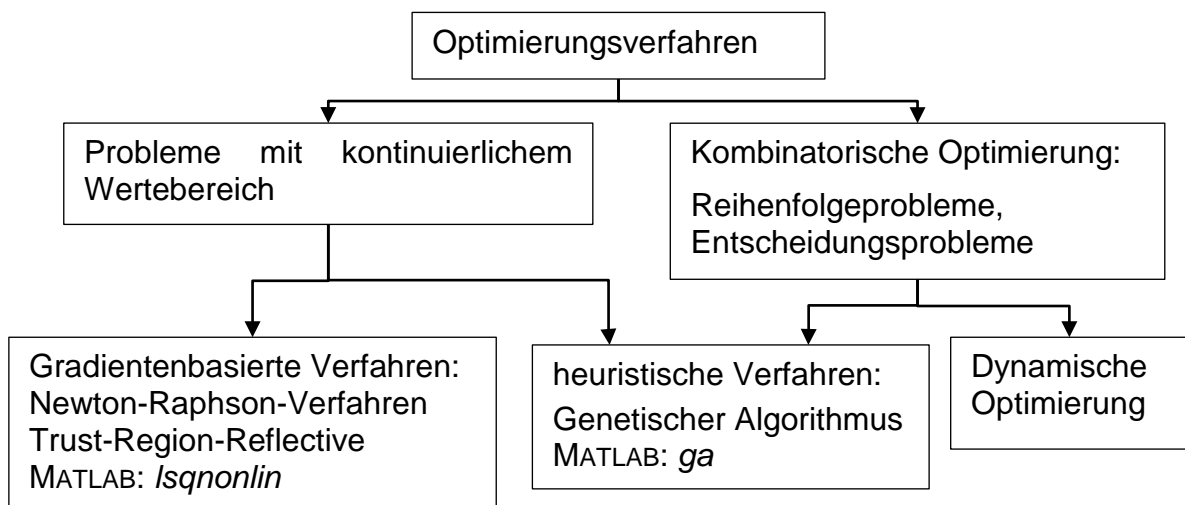 Optimierungsverfahren
Probleme mit kontinuierlichem
Wertebereich
Kombinatorische Optimierung:
Reihenfolgeprobleme,
Entscheidungsprobleme
Gradientenbasierte Verfahren:
Newton-Raphson-Verfahren
Trust-Region-Reflective
MATLAB: lsqnonlin
heuristische Verfahren:
Genetischer Algorithmus
MATLAB: ga
Dynamische
Optimierung